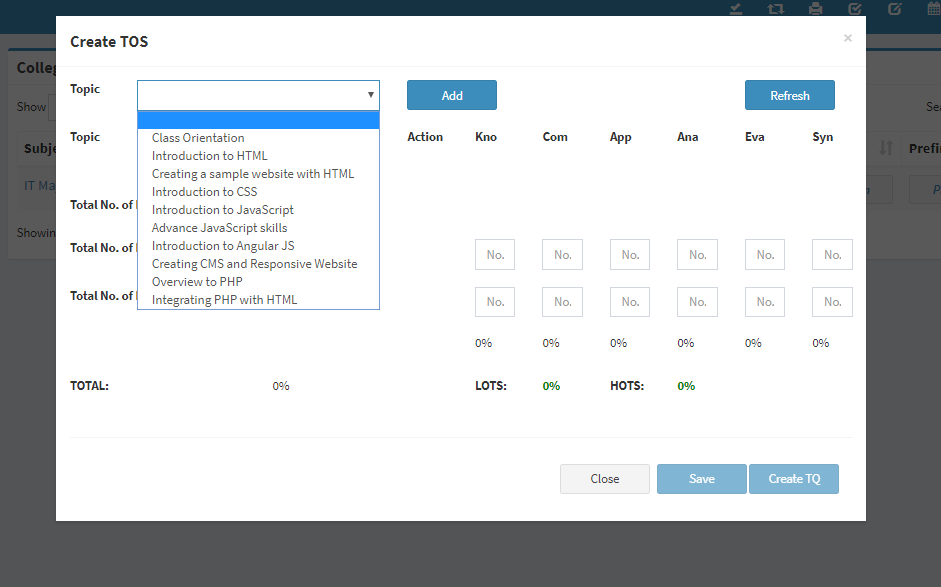 Create TOS
×
Colle
Topic
Add
Refresh
Show
Topic
Action Kno Com App Ana Eva Syn
Class Orientation
Introduction to HTML
Creating a sample website with HTML
Introduction to CSS
Introduction to JavaScript
Advance JavaScript skills
Introduction to Angular JS
Creating CMS and Responsive Website
Overview to PHP
Integrating PHP with HTML
Subje
Prefi
IT Ma
Total No. of
Showin
Total No. of
No. No. No. No. No. No.
Total No. of
No. No. No. No. No. No.
0% 0% 0% 0% 0% 0%
TOTAL: 0% LOTS: 0% HOTS: 0%
Close Save Create TQ